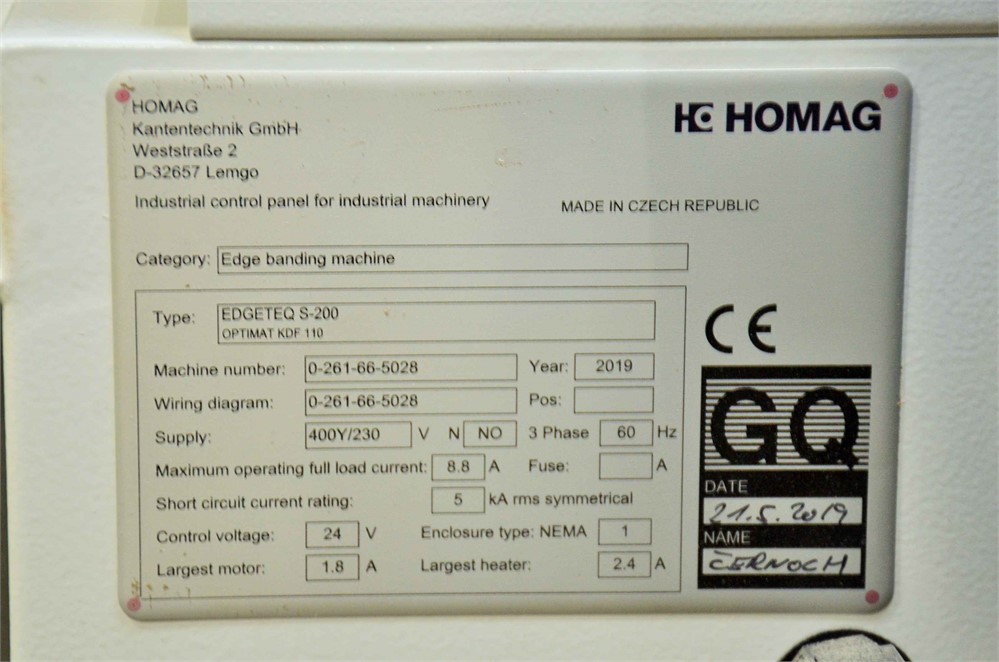 HOMAG
Kantentechnik GmbH
Weststraße 2
D-32657 Lemgo
HOMAG
Industrial control panel for industrial machinery
MADE IN CZECH REPUBLIC
Category: Edge banding machine
Type: EDGETEQ S-200
OPTIMAT KDF 110
CE
Machine number: 0-261-66-5028 Year: 2019
Wiring diagram: 0-261-66-5028 Pos:
Supply: 400Y/230 V N NO 3 Phase 60 Hz
Maximum operating full load current: 8.8 A Fuse: A
Short circuit current rating: 5 kA rms symmetrical
Control voltage: 24 V Enclosure type: NEMA 1
Largest motor: 1.8 A Largest heater: 2.4 A
GQ
DATE
21.5.2019
NAME
ČERNOCH